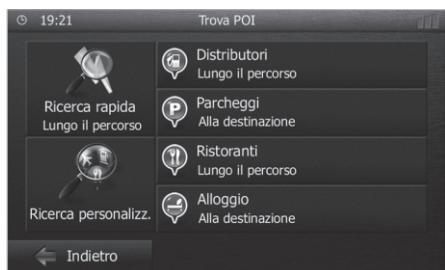 19:21 Trova POI
Ricerca rapida
Lungo il percorso
Ricerca personalizz.
Distributori
Lungo il percorso
P
Parcheggi
Alla destinazione
Ristoranti
Lungo il percorso
Alloggio
Alla destinazione
Indietro